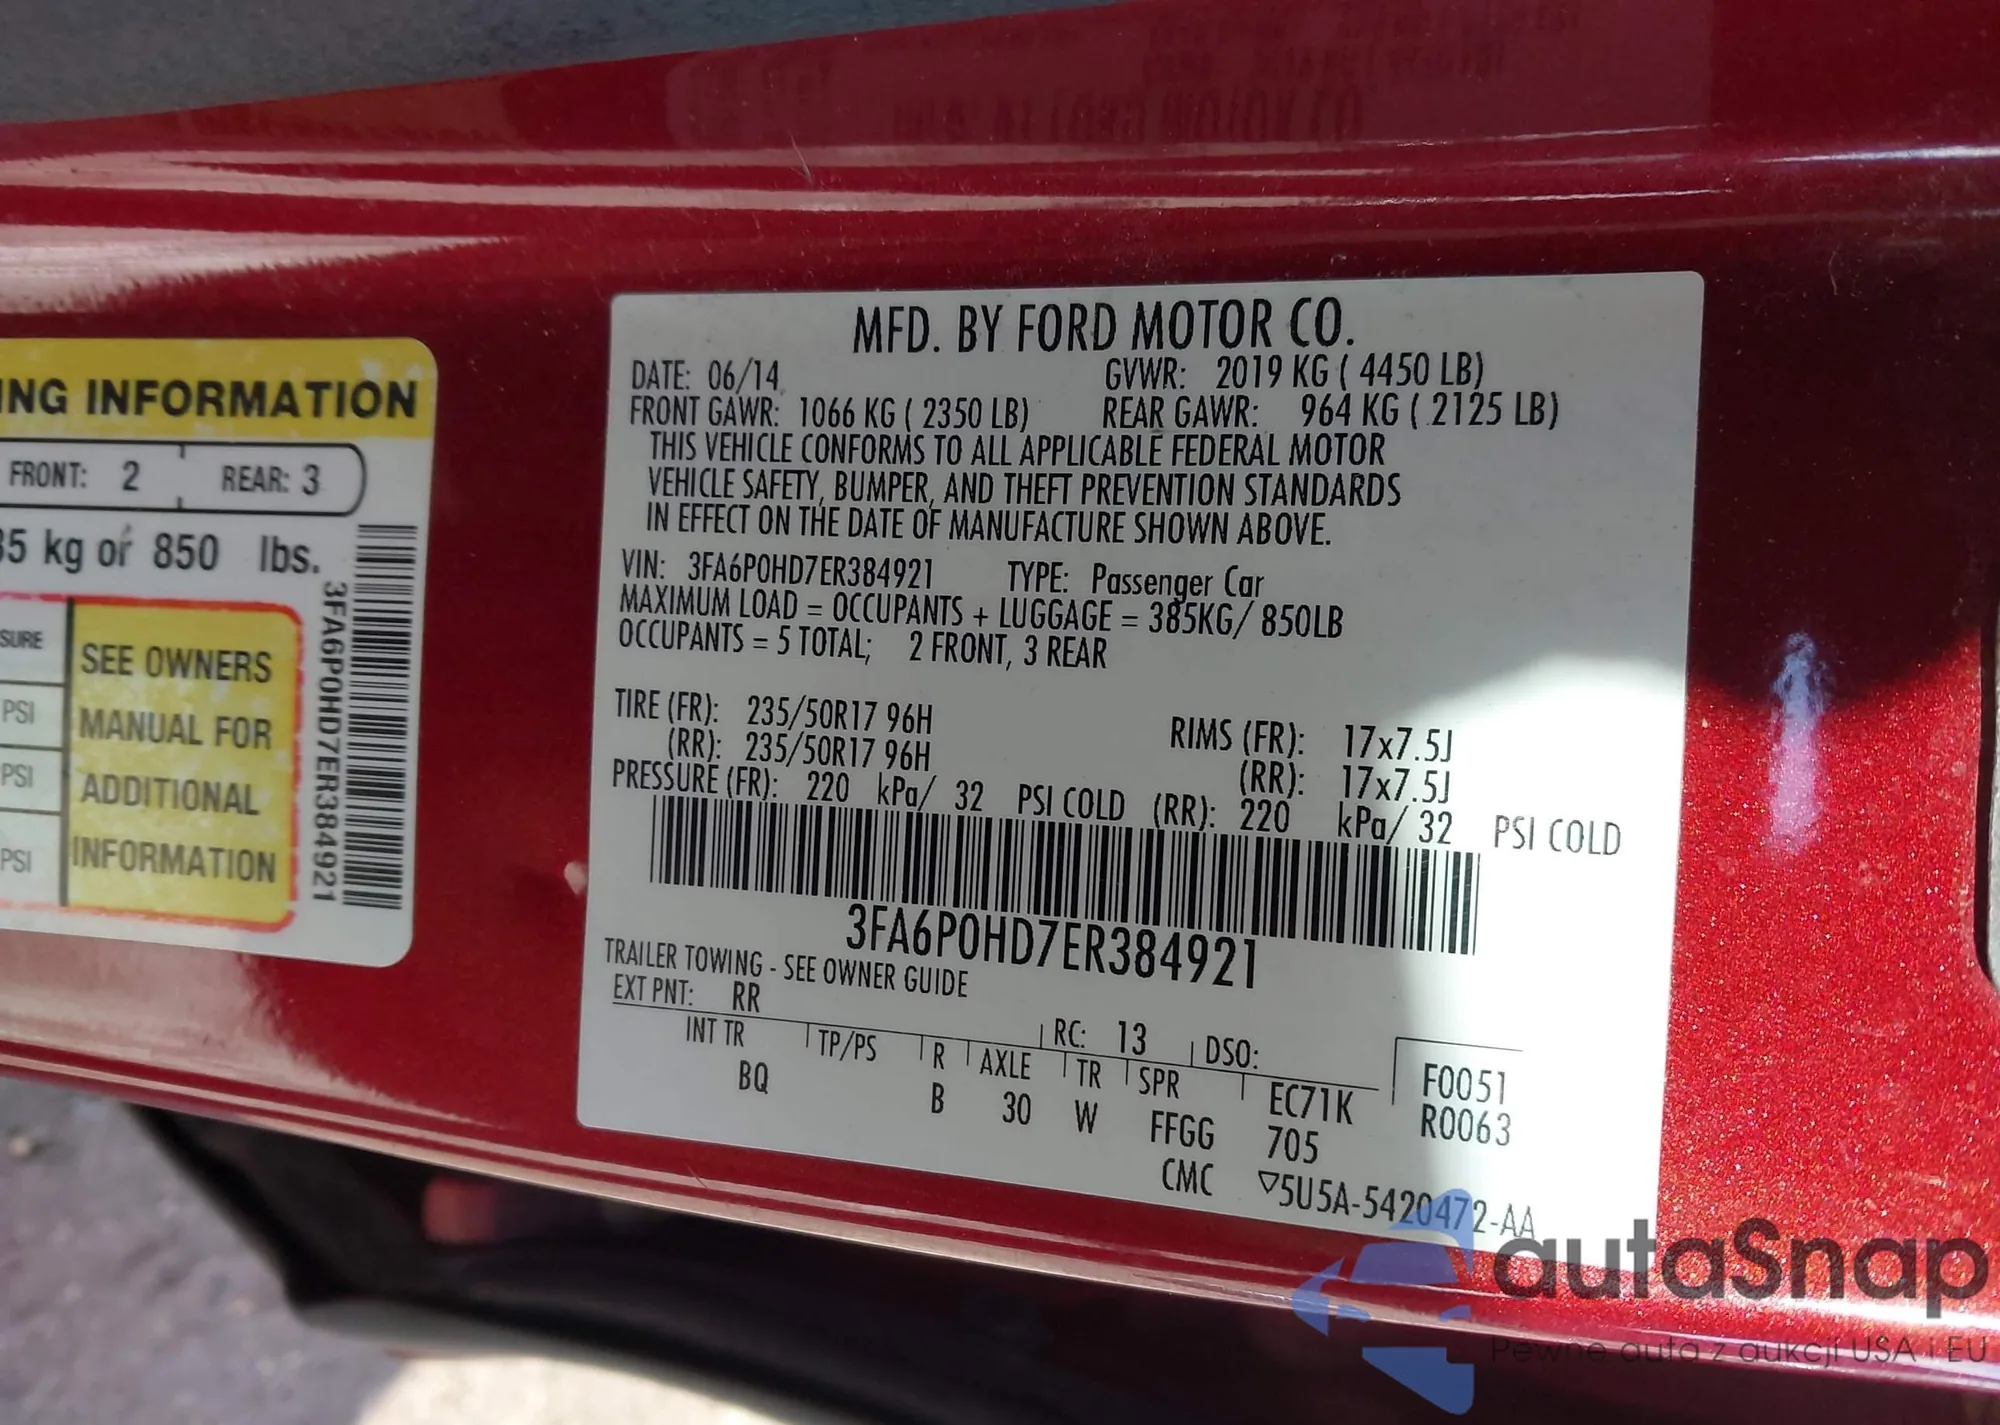 ING INFORMATION
FRONT: 2 REAR: 3
35 kg or 850 lbs.
3FA6P0HD7ER384921
SURE
PSI
PSI
PSI
SEE OWNERS
MANUAL FOR
ADDITIONAL
INFORMATION
MFD. BY FORD MOTOR CO.
DATE: 06/14 GVWR: 2019 KG ( 4450 LB)
FRONT GAWR: 1066 KG ( 2350 LB) REAR GAWR: 964 KG ( 2125 LB)
THIS VEHICLE CONFORMS TO ALL APPLICABLE FEDERAL MOTOR
VEHICLE SAFETY, BUMPER, AND THEFT PREVENTION STANDARDS
IN EFFECT ON THE DATE OF MANUFACTURE SHOWN ABOVE.
VIN: 3FA6P0HD7ER384921 TYPE: Passenger Car
MAXIMUM LOAD = OCCUPANTS + LUGGAGE = 385KG/ 850LB
OCCUPANTS = 5 TOTAL; 2 FRONT, 3 REAR
TIRE (FR): 235/50R17 96H RIMS (FR): 17x7.5J
(RR): 235/50R17 96H (RR): 17x7.5J
PRESSURE (FR): 220 kPa/ 32 PSI COLD (RR): 220 kPa/ 32 PSI COLD
3FA6P0HD7ER384921
TRAILER TOWING - SEE OWNER GUIDE
EXT PNT: RR RC: 13 DSO:
INT TR TP/PS R AXLE TR SPR EC71K F0051
BQ B 30 W FFGG 705 R0063
CMC ▽5U5A-5420472-AA
autaSnap
Pewne auta z aukcji USA i EU